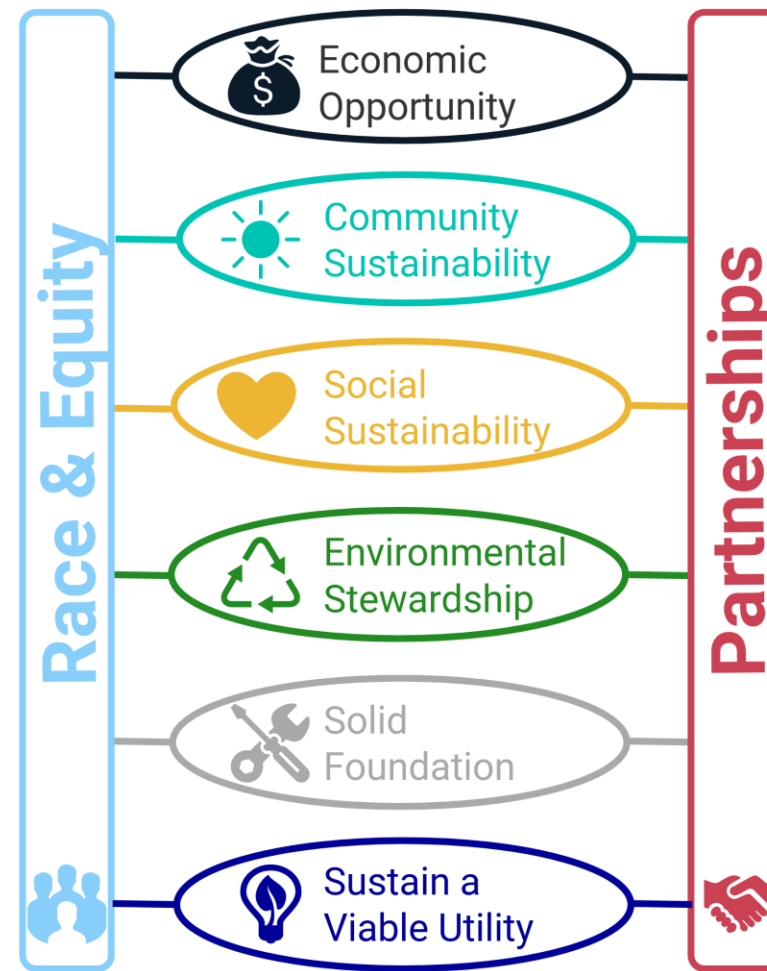 Race & Equity
Economic
Opportunity
Community
Sustainability
Social
Sustainability
Environmental
Stewardship
Solid
Foundation
Sustain a
Viable Utility
Partnerships